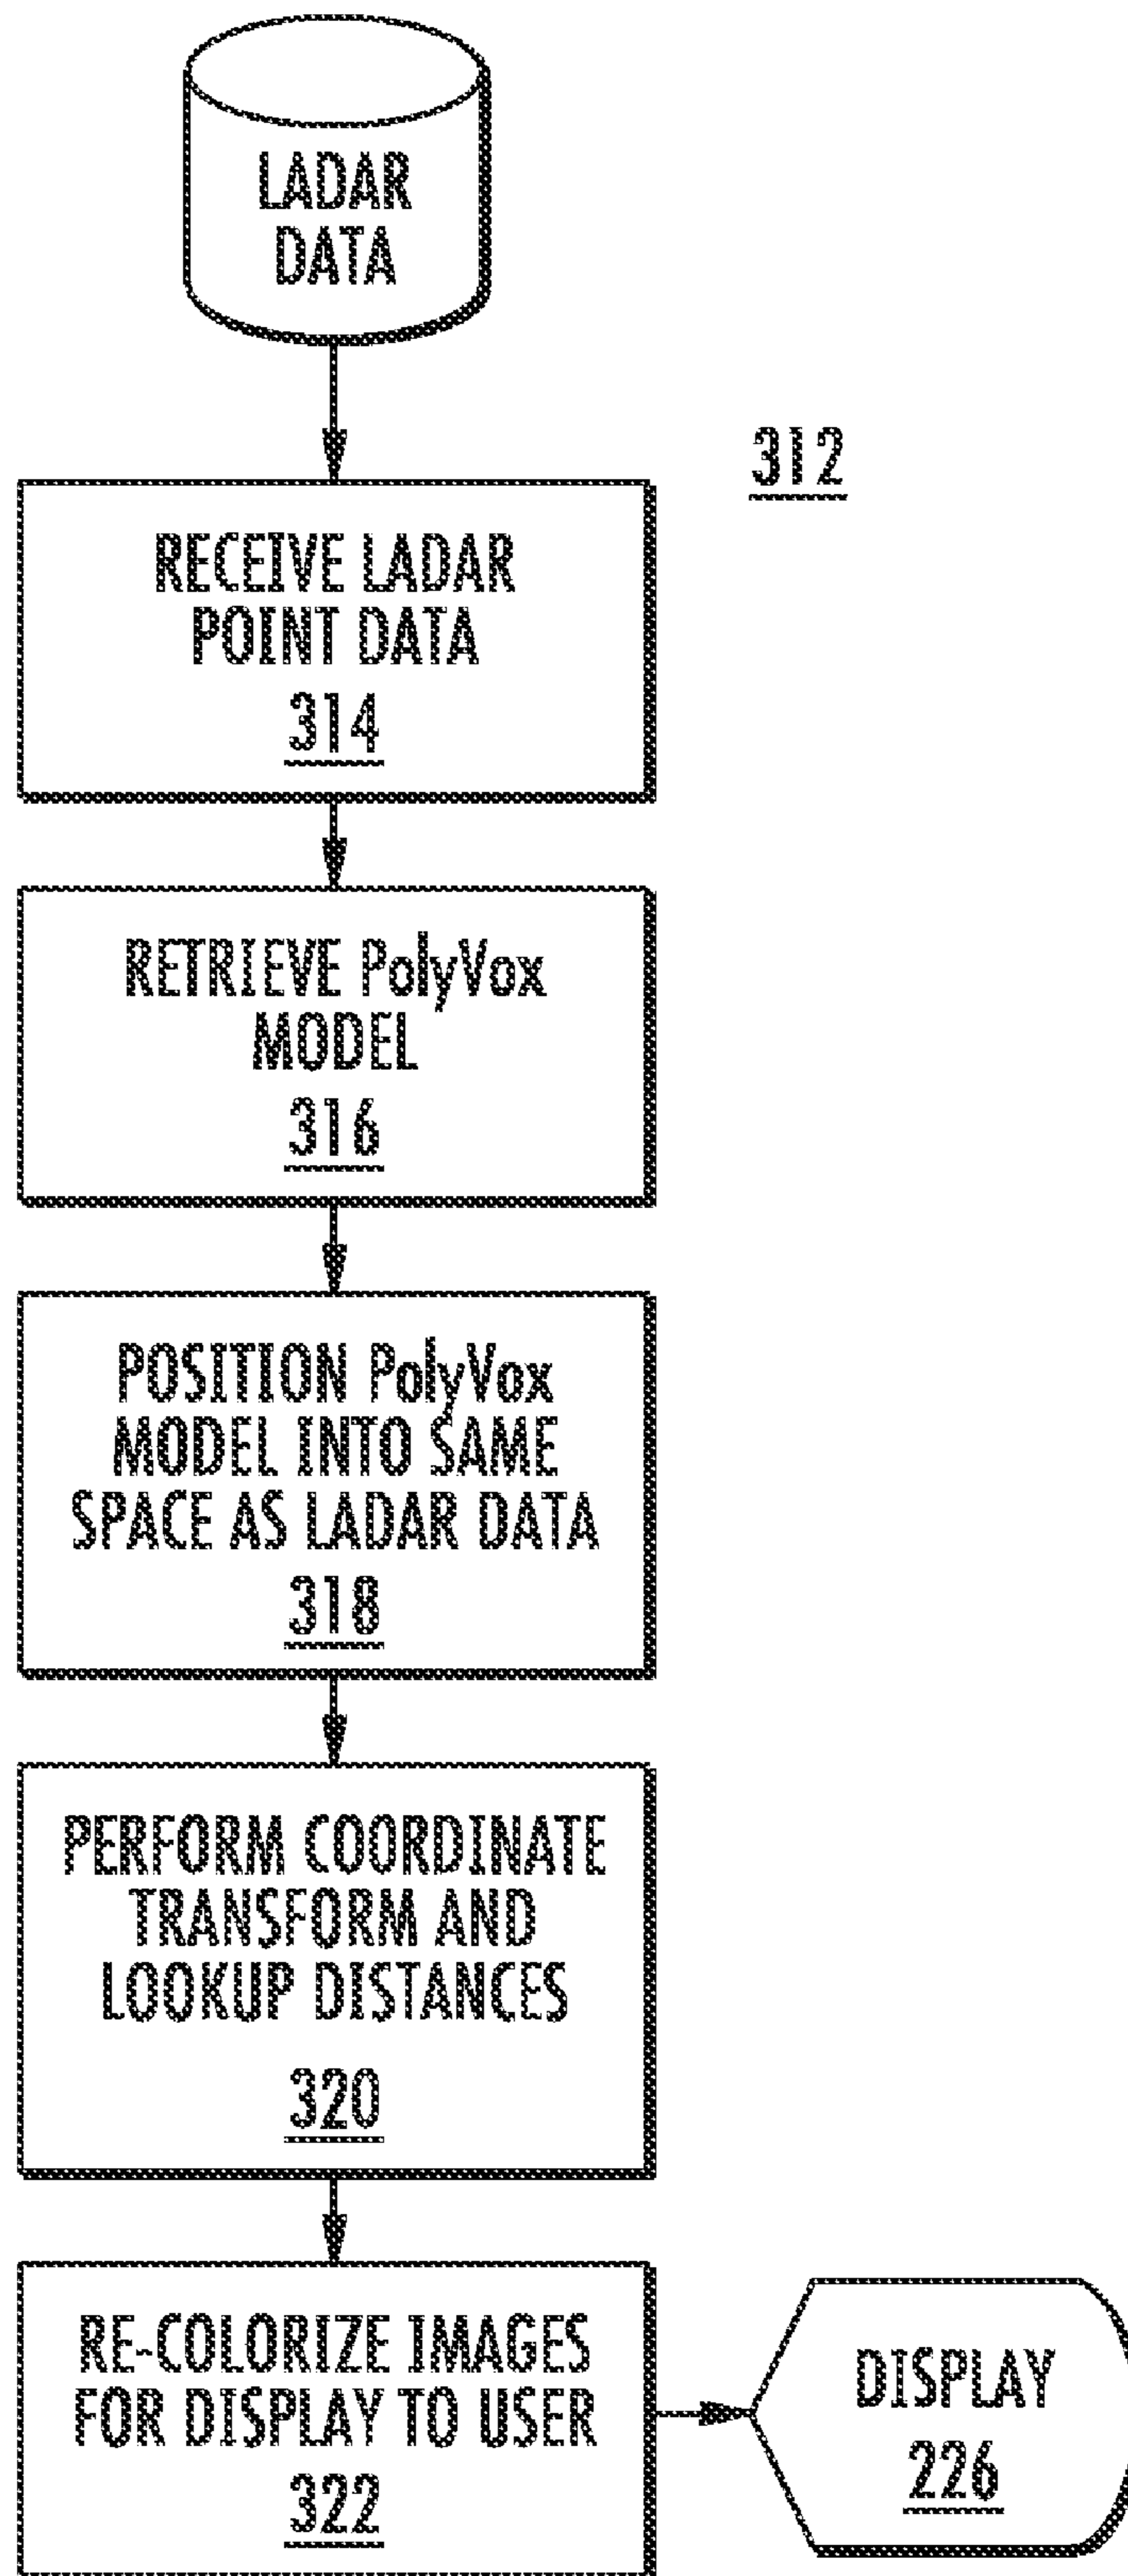 LADAR
DATA
312
RECEIVE LADAR
POINT DATA
314
RETRIEVE PolyVox
MODEL
316
POSITION PolyVox
MODEL INTO SAME
SPACE AS LADAR DATA
318
PERFORM COORDINATE
TRANSFORM AND
LOOKUP DISTANCES
320
RE-COLORIZE IMAGES
FOR DISPLAY TO USER
322
DISPLAY
226